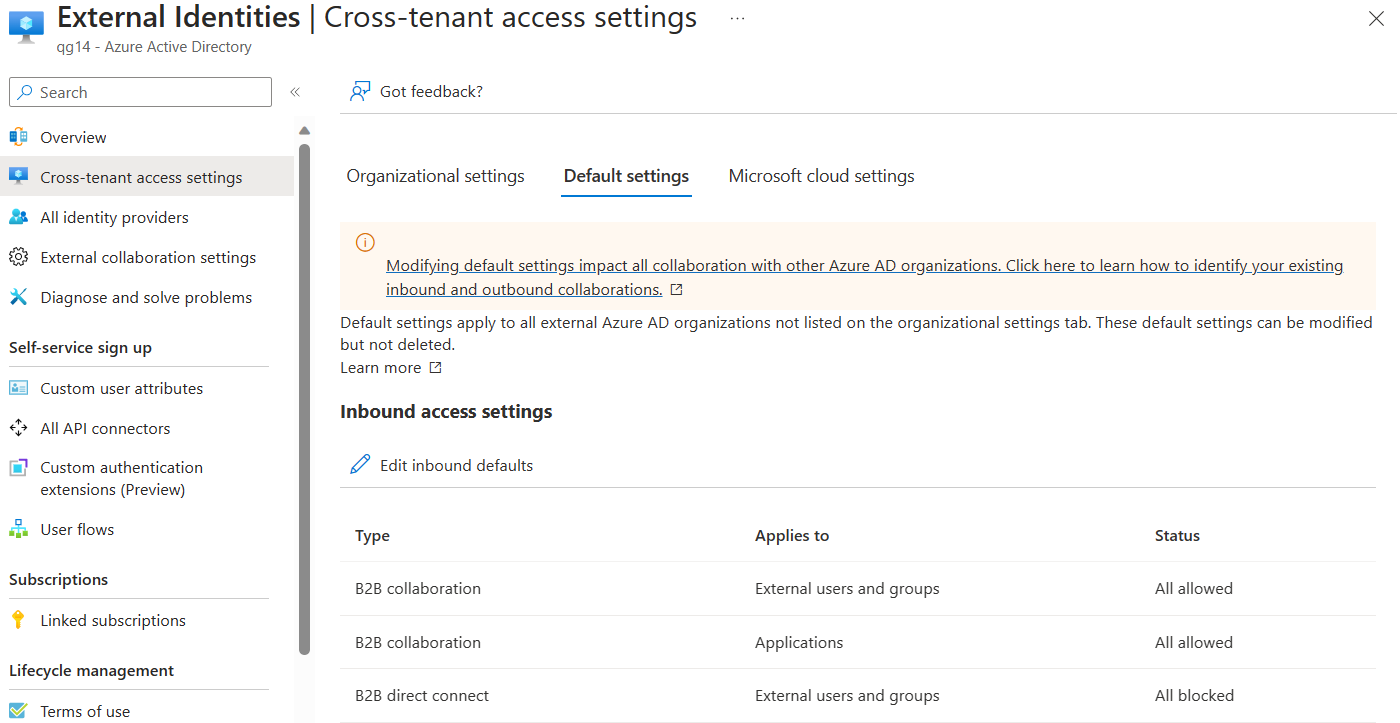 External Identities | Cross-tenant access settings ...
qg14 - Azure Active Directory
Search
Overview
Cross-tenant access settings
All identity providers
External collaboration settings
Diagnose and solve problems
Self-service sign up
Custom user attributes
All API connectors
Custom authentication
extensions (Preview)
User flows
Subscriptions
Linked subscriptions
Lifecycle management
Terms of use
Got feedback?
Organizational settings Default settings Microsoft cloud settings
Modifying default settings impact all collaboration with other Azure AD organizations. Click here to learn how to identify your existing
inbound and outbound collaborations.
Default settings apply to all external Azure AD organizations not listed on the organizational settings tab. These default settings can be modified
but not deleted.
Learn more
Inbound access settings
Edit inbound defaults
Type Applies to Status
B2B collaboration External users and groups All allowed
B2B collaboration Applications All allowed
B2B direct connect External users and groups All blocked